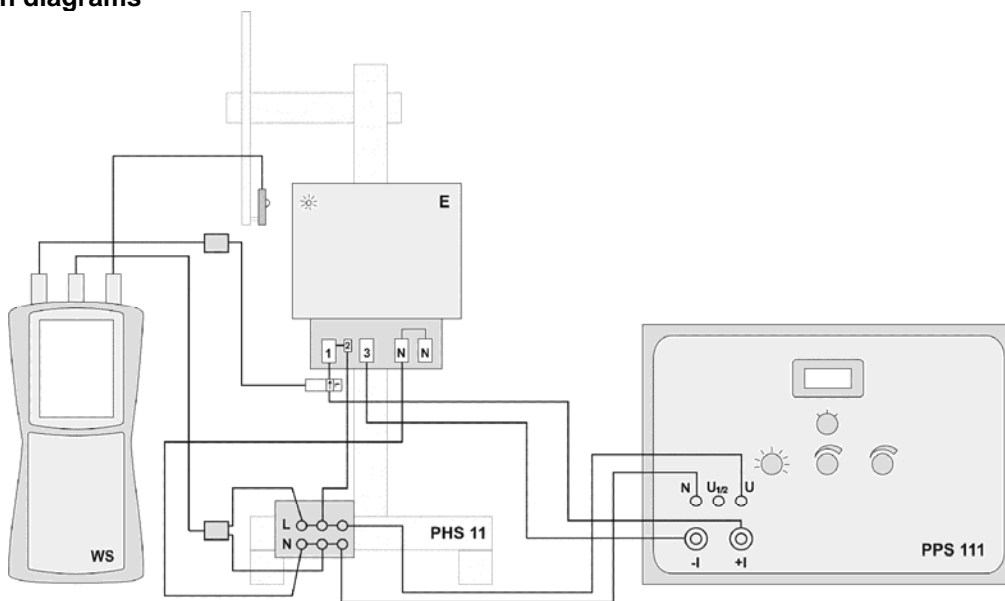 n diagrams
E
1 2 3 N N
N U1/2 U
L
N
PHS 11
WS
-I +I
PPS 111